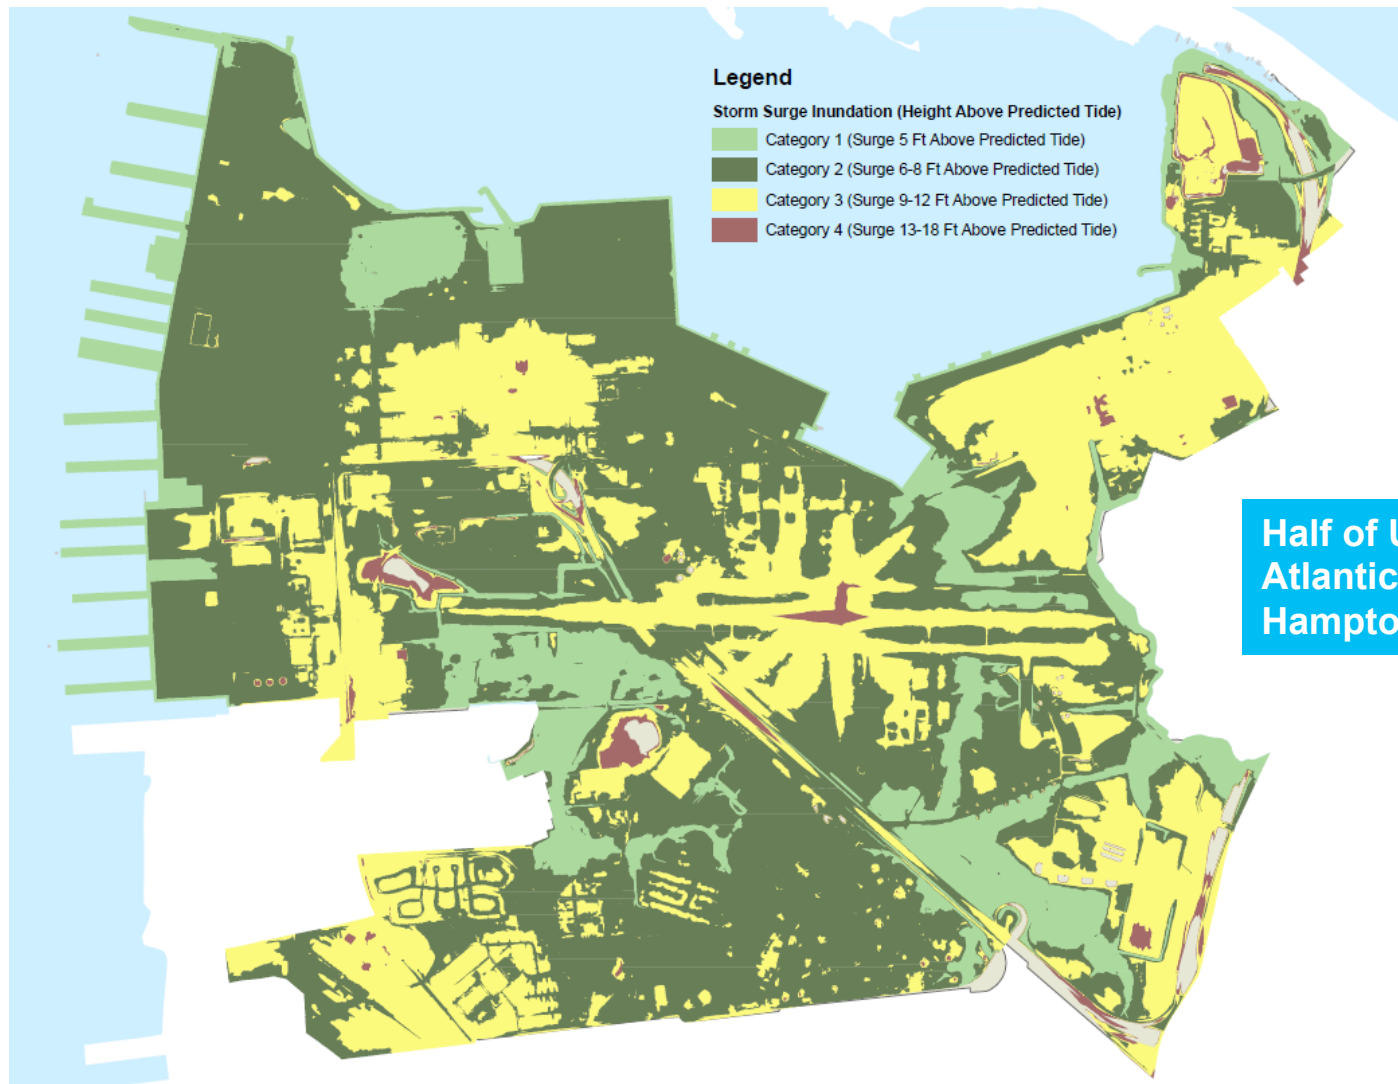 Legend
Storm Surge Inundation (Height Above Predicted Tide)
Category 1 (Surge 5 Ft Above Predicted Tide)
Category 2 (Surge 6-8 Ft Above Predicted Tide)
Category 3 (Surge 9-12 Ft Above Predicted Tide)
Category 4 (Surge 13-18 Ft Above Predicted Tide)
Half of U
Atlantic
Hampto